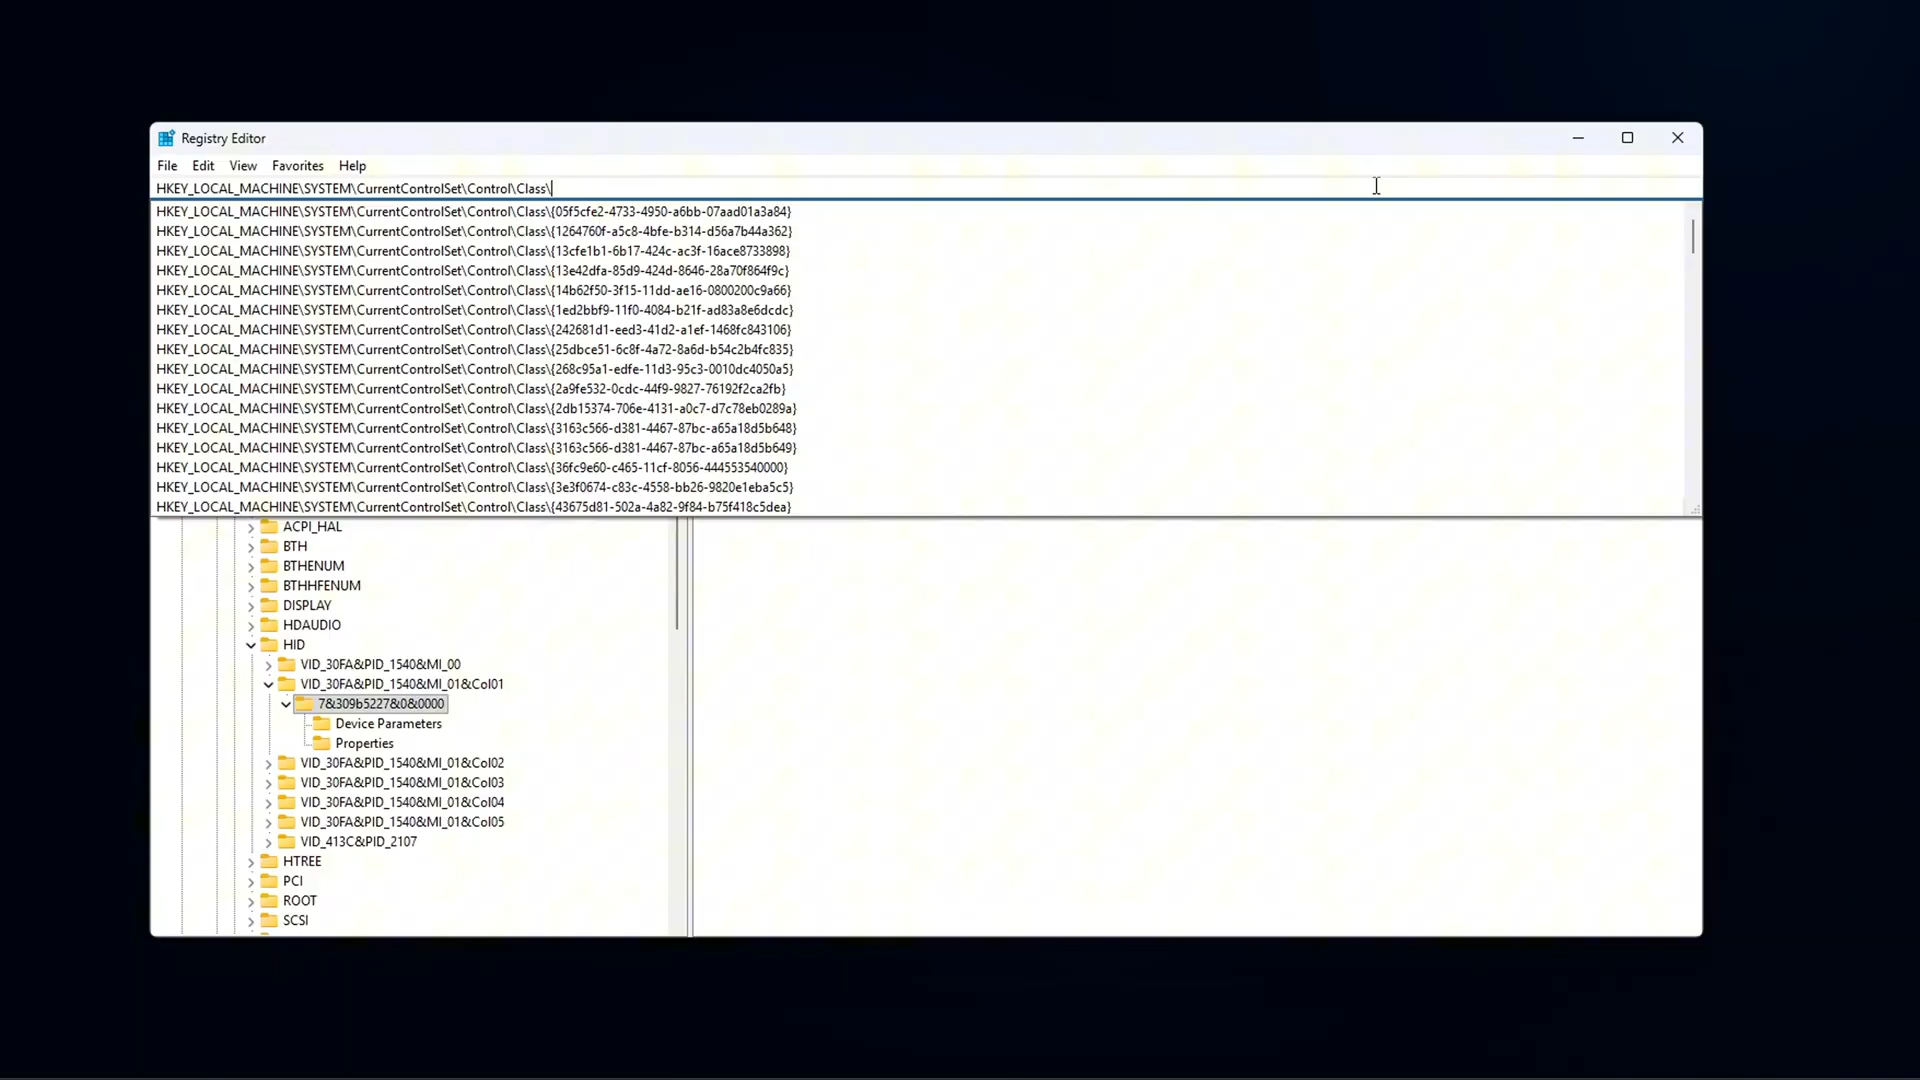 Registry Editor
File Edit View Favorites Help
HKEY_LOCAL_MACHINE\SYSTEM\CurrentControlSet\Control\Class\
HKEY_LOCAL_MACHINE\SYSTEM\CurrentControlSet\Control\Class\{05f5cfe2-4733-4950-a6bb-07aad01a3a84}
HKEY_LOCAL_MACHINE\SYSTEM\CurrentControlSet\Control\Class\{1264760f-a5c8-4bfe-b314-d56a7b44a362}
HKEY_LOCAL_MACHINE\SYSTEM\CurrentControlSet\Control\Class\{13cfe1b1-6b17-424c-ac3f-16ace8733898}
HKEY_LOCAL_MACHINE\SYSTEM\CurrentControlSet\Control\Class\{13e42dfa-85d9-424d-8646-28a70f864f9c}
HKEY_LOCAL_MACHINE\SYSTEM\CurrentControlSet\Control\Class\{14b62f50-3f15-11dd-ae16-0800200c9a66}
HKEY_LOCAL_MACHINE\SYSTEM\CurrentControlSet\Control\Class\{1ed2bbf9-11f0-4084-b21f-ad83a8e6dcdc}
HKEY_LOCAL_MACHINE\SYSTEM\CurrentControlSet\Control\Class\{242681d1-eed3-41d2-a1ef-1468fc843106}
HKEY_LOCAL_MACHINE\SYSTEM\CurrentControlSet\Control\Class\{25dbce51-6c8f-4a72-8a6d-b54c2b4fc835}
HKEY_LOCAL_MACHINE\SYSTEM\CurrentControlSet\Control\Class\{268c95a1-edfe-11d3-95c3-0010dc4050a5}
HKEY_LOCAL_MACHINE\SYSTEM\CurrentControlSet\Control\Class\{2a9fe532-0cdc-44f9-9827-76192f2ca2fb}
HKEY_LOCAL_MACHINE\SYSTEM\CurrentControlSet\Control\Class\{2db15374-706e-4131-a0c7-d7c78eb0289a}
HKEY_LOCAL_MACHINE\SYSTEM\CurrentControlSet\Control\Class\{3163c566-d381-4467-87bc-a65a18d5b648}
HKEY_LOCAL_MACHINE\SYSTEM\CurrentControlSet\Control\Class\{3163c566-d381-4467-87bc-a65a18d5b649}
HKEY_LOCAL_MACHINE\SYSTEM\CurrentControlSet\Control\Class\{36fc9e60-c465-11cf-8056-444553540000}
HKEY_LOCAL_MACHINE\SYSTEM\CurrentControlSet\Control\Class\{3e3f0674-c83c-4558-bb26-9820e1eba5c5}
HKEY_LOCAL_MACHINE\SYSTEM\CurrentControlSet\Control\Class\{43675d81-502a-4a82-9f84-b75f418c5dea}
ACPI_HAL
BTH
BTHENUM
BTHHFENUM
DISPLAY
HDAUDIO
HID
VID_30FA&PID_1540&MI_00
VID_30FA&PID_1540&MI_01&Col01
7&309b5227&0&0000
Device Parameters
Properties
VID_30FA&PID_1540&MI_01&Col02
VID_30FA&PID_1540&MI_01&Col03
VID_30FA&PID_1540&MI_01&Col04
VID_30FA&PID_1540&MI_01&Col05
VID_413C&PID_2107
HTREE
PCI
ROOT
SCSI